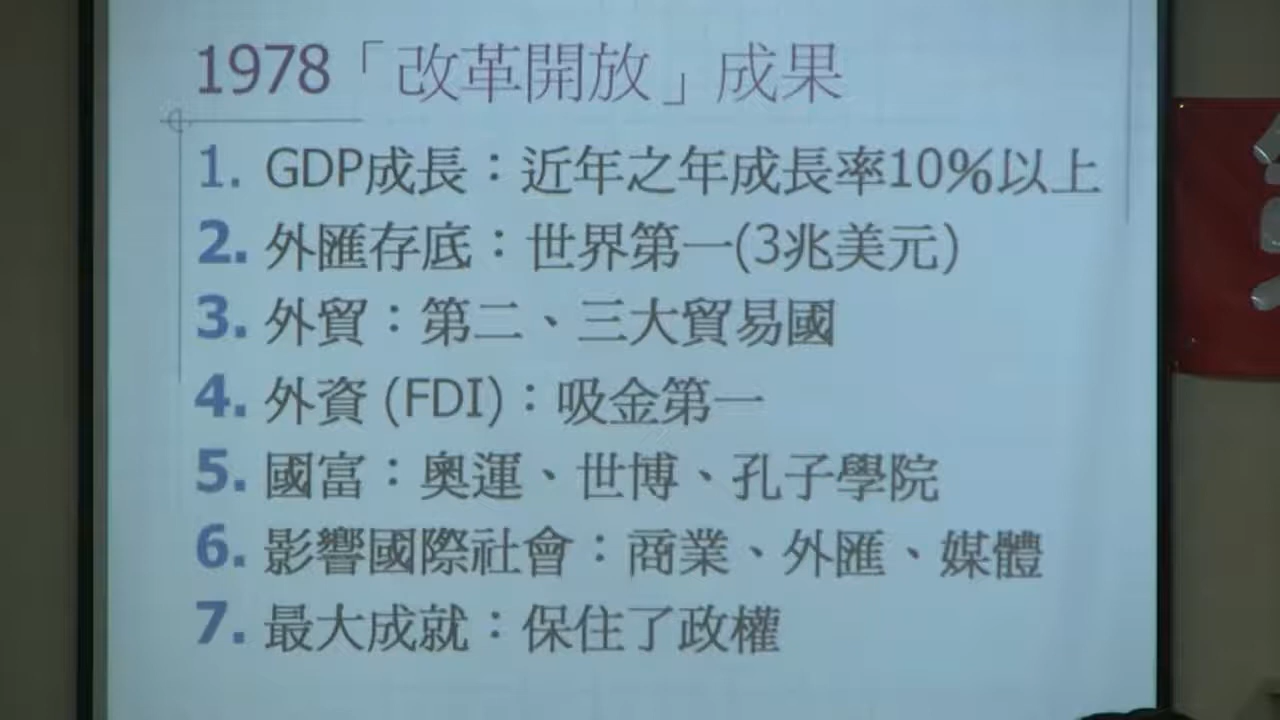 1978「改革開放」成果
1. GDP成長：近年之年成長率10%以上
2. 外匯存底：世界第一(3兆美元)
3. 外貿：第二、三大貿易國
4. 外資 (FDI)：吸金第一
5. 國富：奧運、世博、孔子學院
6. 影響國際社會：商業、外匯、媒體
7. 最大成就：保住了政權